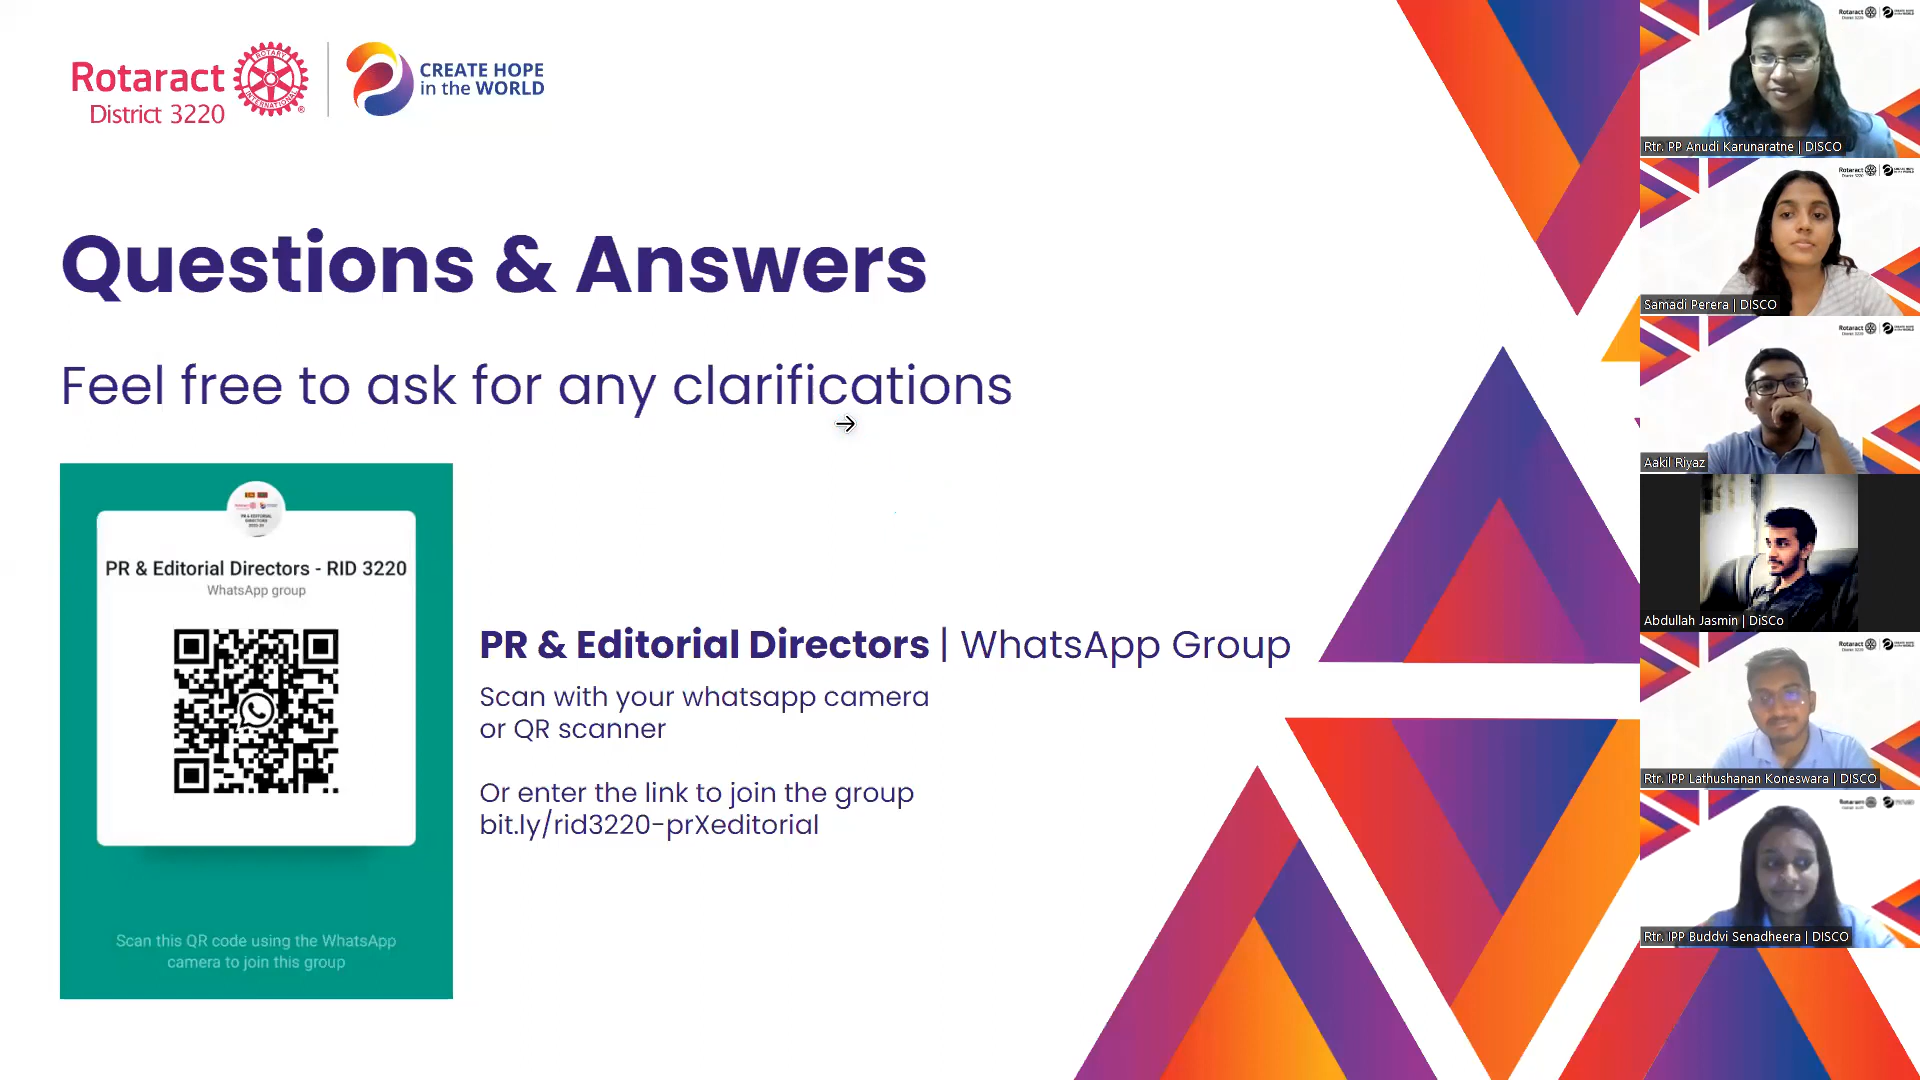 Rotaract
District 3220
ROTARY
INTERNATIONAL
CREATE HOPE
in the WORLD
Questions & Answers
Feel free to ask for any clarifications
PR & Editorial Directors - RID 3220
WhatsApp group
Scan this QR code using the WhatsApp
camera to join this group
PR & Editorial Directors | WhatsApp Group
Scan with your whatsapp camera
or QR scanner
Or enter the link to join the group
bit.ly/rid3220-prXeditorial
Rtr. PP Anudi Karunaratne | DISCO
Samadi Perera | DISCO
Aakil Riyaz
Abdullah Jasmin | DiSCo
Rtr. IPP Lathushanan Koneswara | DISCO
Rtr. IPP Buddvi Senadheera | DISCO